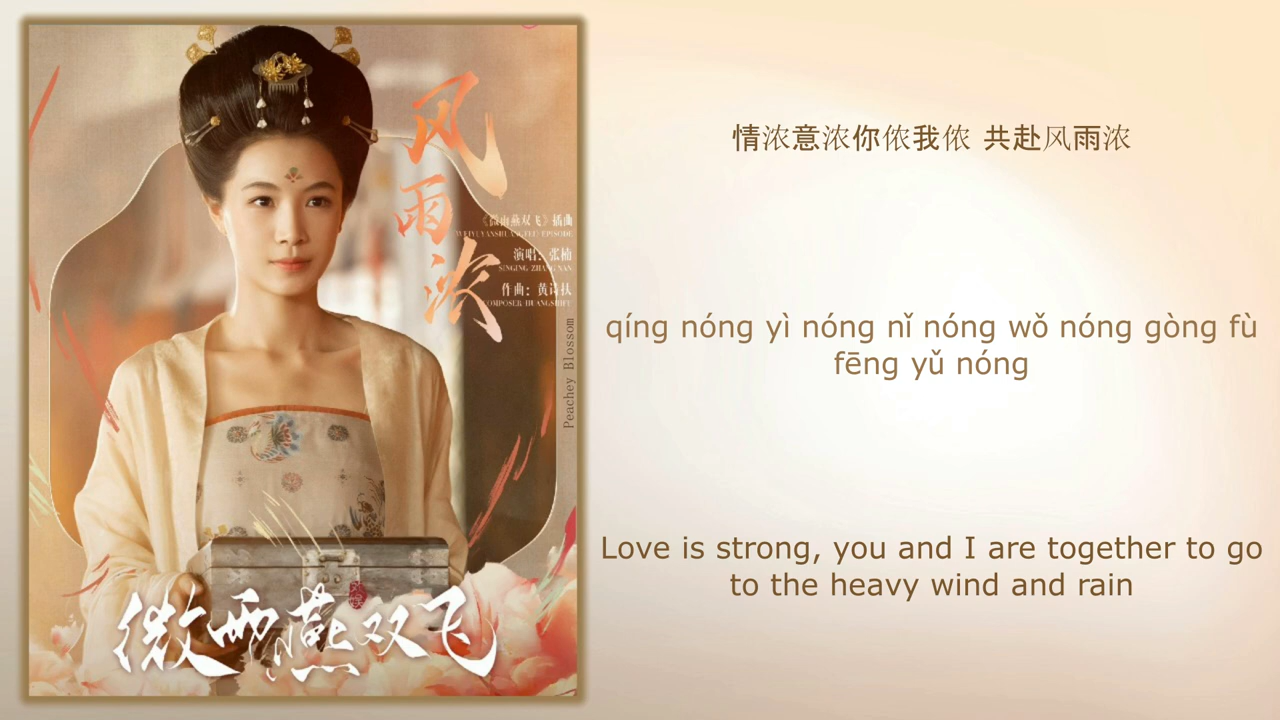 风雨浓
《微雨燕双飞》插曲
WEIYUYANSHUANGFEI EPISODE
演唱：张楠
SINGING ZHANG NAN
作曲：黄诗扶
COMPOSER HUANGSHIFU
Peachey Blossom
微雨燕双飞
情浓意浓你侬我侬 共赴风雨浓
qíng nóng yì nóng nǐ nóng wǒ nóng gòng fù
fēng yǔ nóng
Love is strong, you and I are together to go
to the heavy wind and rain